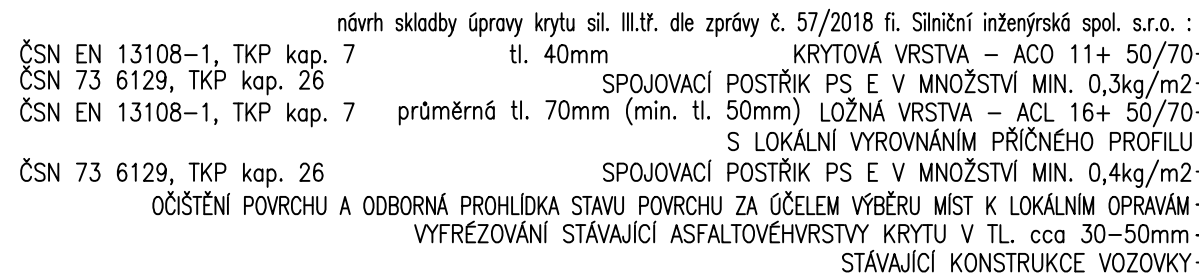 návrh skladby úpravy krytu sil. III.tř. dle zprávy č. 57/2018 fi. Silniční inženýrská spol. s.r.o. :
ČSN EN 13108-1, TKP kap. 7 tl. 40mm KRYTOVÁ VRSTVA - ACO 11+ 50/70
ČSN 73 6129, TKP kap. 26 SPOJOVACÍ POSTŘIK PS E V MNOŽSTVÍ MIN. 0,3kg/m2
ČSN EN 13108-1, TKP kap. 7 průměrná tl. 70mm (min. tl. 50mm) LOŽNÁ VRSTVA - ACL 16+ 50/70
S LOKÁLNÍ VYROVNÁNÍM PŘÍČNÉHO PROFILU
ČSN 73 6129, TKP kap. 26 SPOJOVACÍ POSTŘIK PS E V MNOŽSTVÍ MIN. 0,4kg/m2
OČIŠTĚNÍ POVRCHU A ODBORNÁ PROHLÍDKA STAVU POVRCHU ZA ÚČELEM VÝBĚRU MÍST K LOKÁLNÍM OPRAVÁM
VYFRÉZOVÁNÍ STÁVAJÍCÍ ASFALTOVÉHVRSTVY KRYTU V TL. cca 30-50mm
STÁVAJÍCÍ KONSTRUKCE VOZOVKY